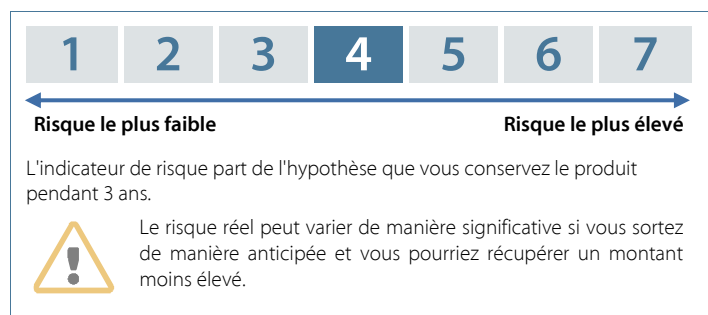 1 2 3 4 5 6 7
Risque le plus faible Risque le plus élevé
L'indicateur de risque part de l'hypothèse que vous conservez le produit
pendant 3 ans.
Le risque réel peut varier de manière significative si vous sortez
de manière anticipée et vous pourriez récupérer un montant
moins élevé.